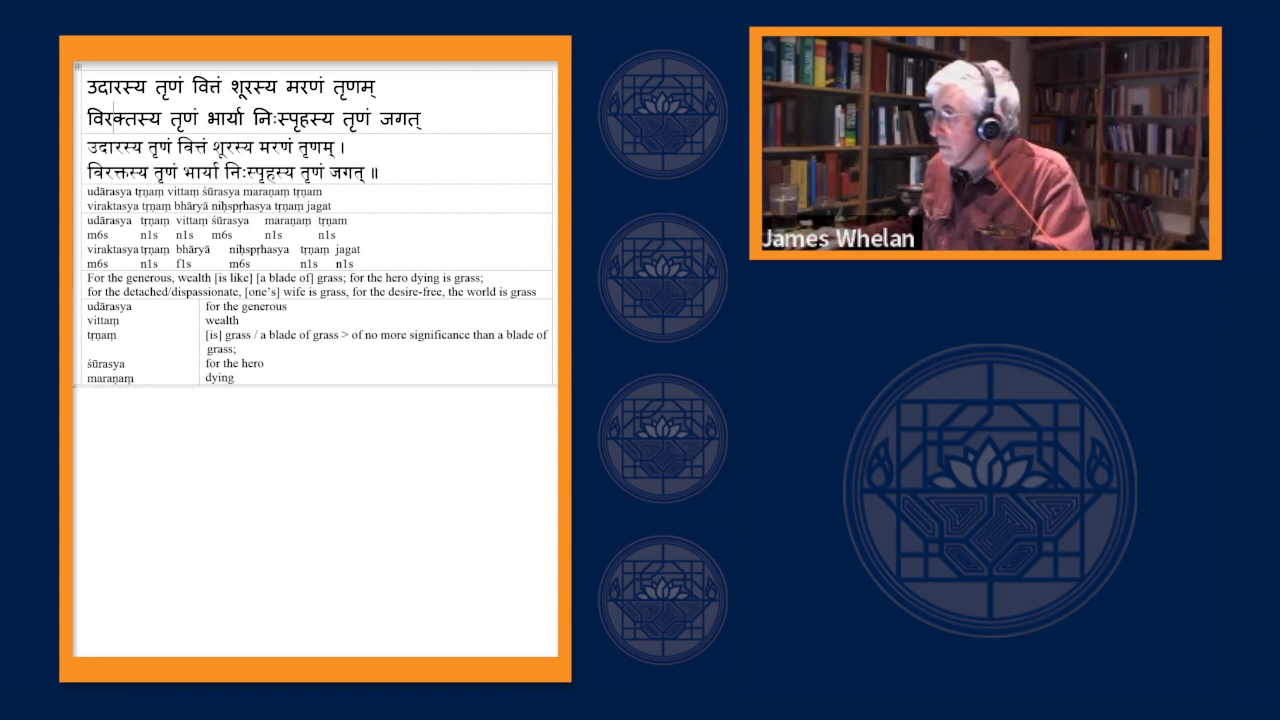 उदारस्य तृणं वित्तं शूरस्य मरणं तृणम्
विरक्तस्य तृणं भार्या निःस्पृहस्य तृणं जगत्
उदारस्य तृणं वित्तं शूरस्य मरणं तृणम् ।
विरक्तस्य तृणं भार्या निःस्पृहस्य तृणं जगत् ॥
udārasya tṛṇaṃ vittaṃ śūrasya maraṇaṃ tṛṇam
viraktasya tṛṇaṃ bhāryā niḥspṛhasya tṛṇaṃ jagat
udārasya tṛṇaṃ vittaṃ śūrasya maraṇaṃ tṛṇam
m6s n1s n1s m6s n1s n1s
viraktasya tṛṇaṃ bhāryā niḥspṛhasya tṛṇaṃ jagat
m6s n1s f1s m6s n1s n1s
For the generous, wealth [is like] [a blade of] grass; for the hero dying is grass;
for the detached/dispassionate, [one’s] wife is grass, for the desire-free, the world is grass
udārasya for the generous
vittaṃ wealth
tṛṇaṃ [is] grass / a blade of grass > of no more significance than a blade of
grass;
śūrasya for the hero
maraṇaṃ dying
James Whelan